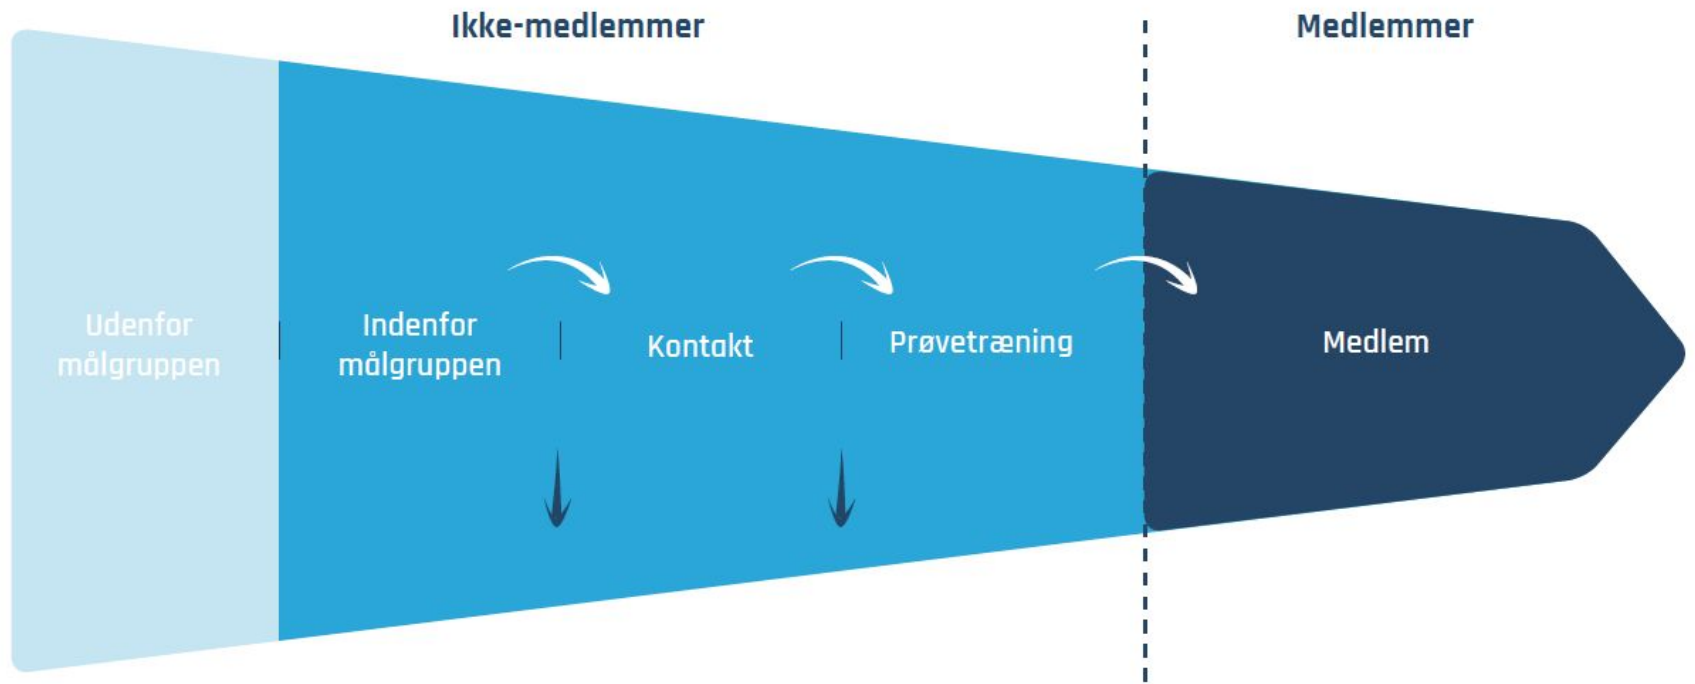 Ikke-medlemmer
Medlemmer
Udenfor
målgruppen
Indenfor
målgruppen
Kontakt
Prøvetræning
Medlem